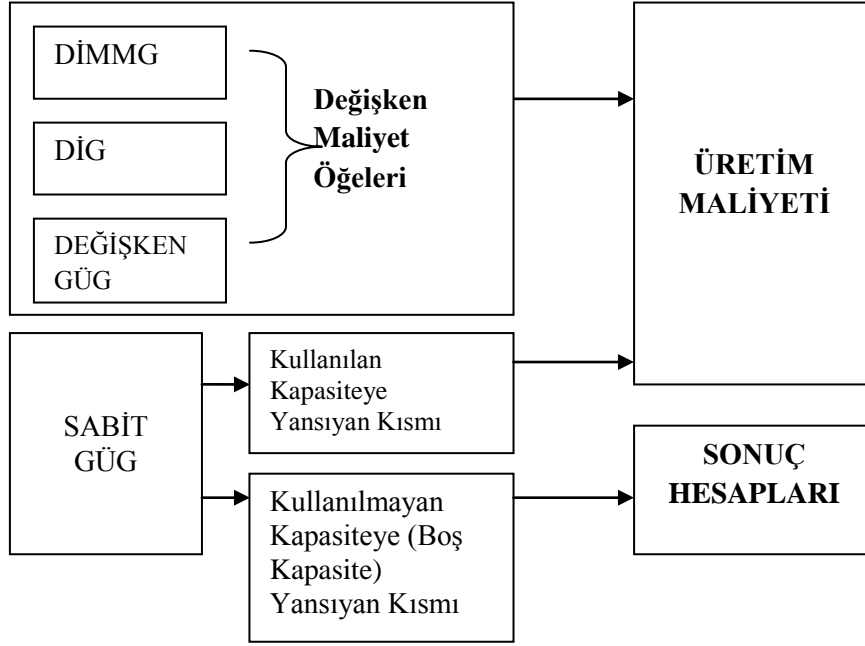 DİMMG
DİG
DEĞİŞKEN
GÜG
Değişken
Maliyet
Öğeleri
ÜRETİM
MALİYETİ
SABİT
GÜG
Kullanılan
Kapasiteye
Yansıyan Kısmı
Kullanılmayan
Kapasiteye (Boş
Kapasite)
Yansıyan Kısmı
SONUÇ
HESAPLARI